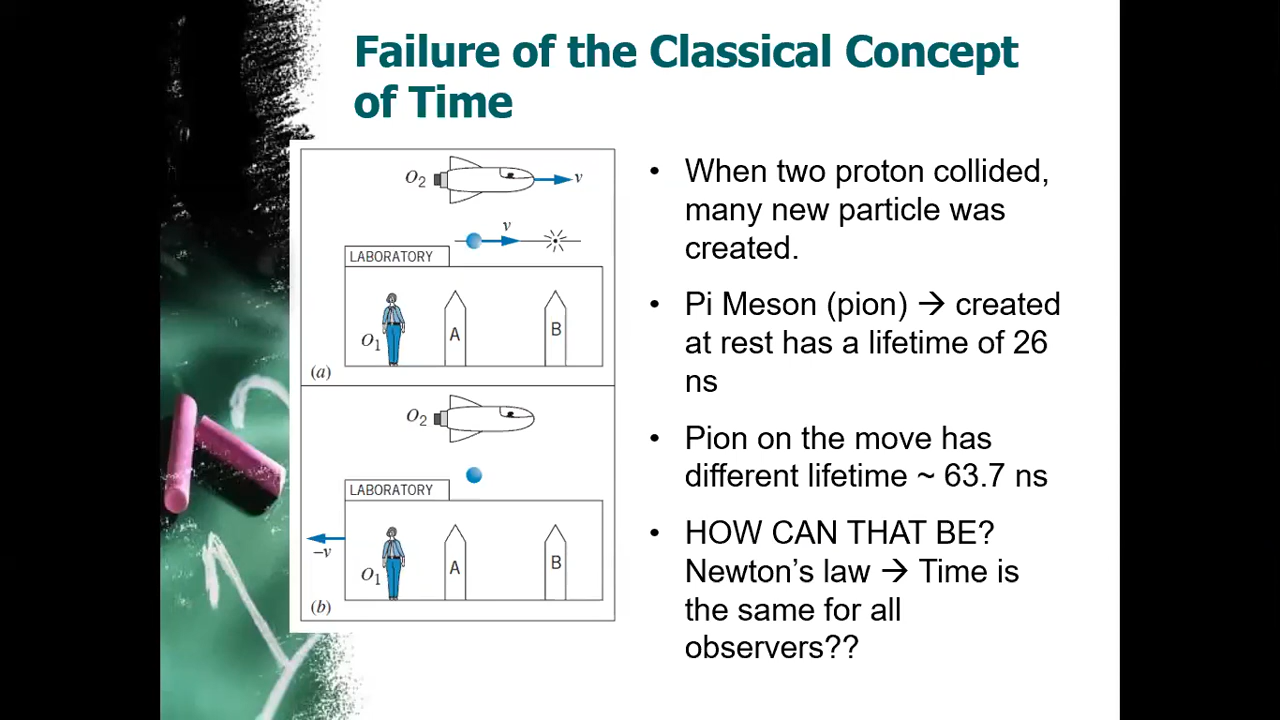 Failure of the Classical Concept
of Time
O2
v
v
LABORATORY
O1
A
B
(a)
O2
LABORATORY
–v
O1
A
B
(b)
• When two proton collided,
many new particle was
created.
• Pi Meson (pion) → created
at rest has a lifetime of 26
ns
• Pion on the move has
different lifetime ~ 63.7 ns
• HOW CAN THAT BE?
Newton’s law → Time is
the same for all
observers??